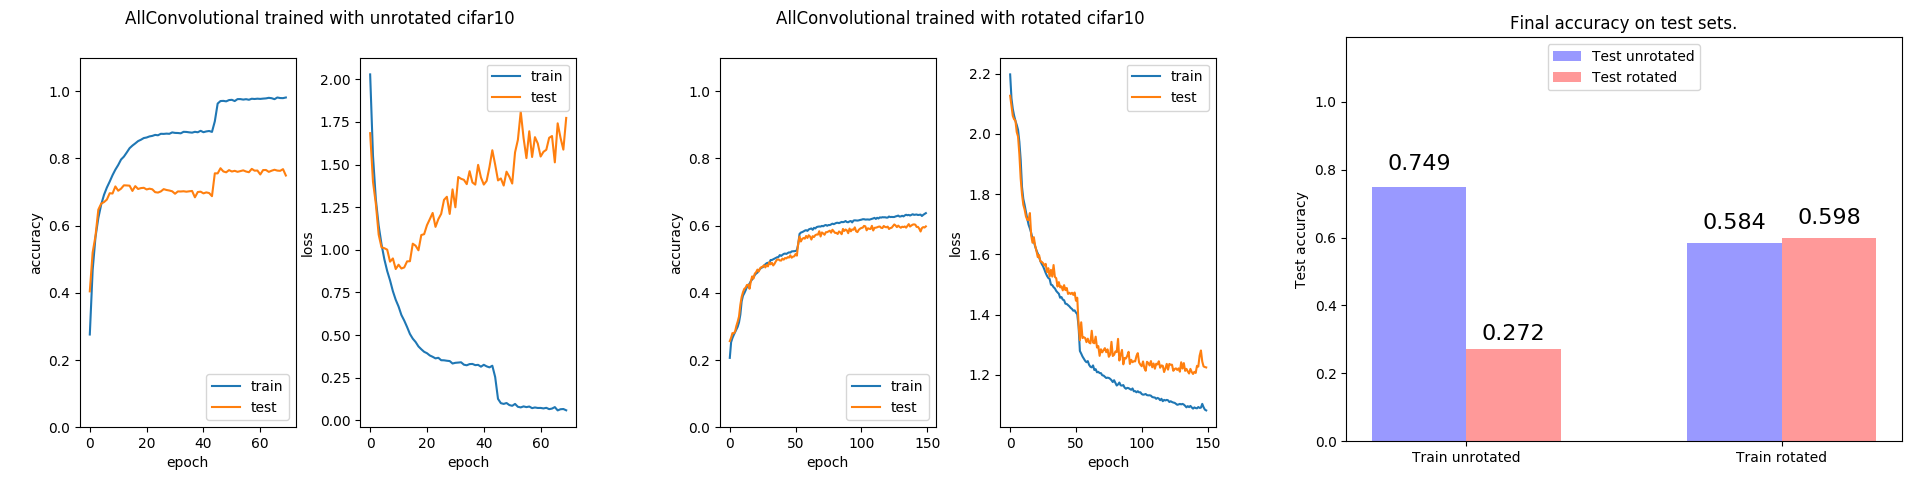 AllConvolutional trained with unrotated cifar10
1.0
0.8
0.6
0.4
0.2
0.0
accuracy
0
20
40
60
epoch
train
test
2.00
1.75
1.50
1.25
1.00
0.75
0.50
0.25
0.00
loss
0
20
40
60
epoch
train
test
AllConvolutional trained with rotated cifar10
1.0
0.8
0.6
0.4
0.2
0.0
accuracy
0
50
100
150
epoch
train
test
2.2
2.0
1.8
1.6
1.4
1.2
loss
0
50
100
150
epoch
train
test
Final accuracy on test sets.
Test unrotated
Test rotated
1.0
0.8
0.6
0.4
0.2
0.0
Test accuracy
0.749
0.272
0.584
0.598
Train unrotated
Train rotated